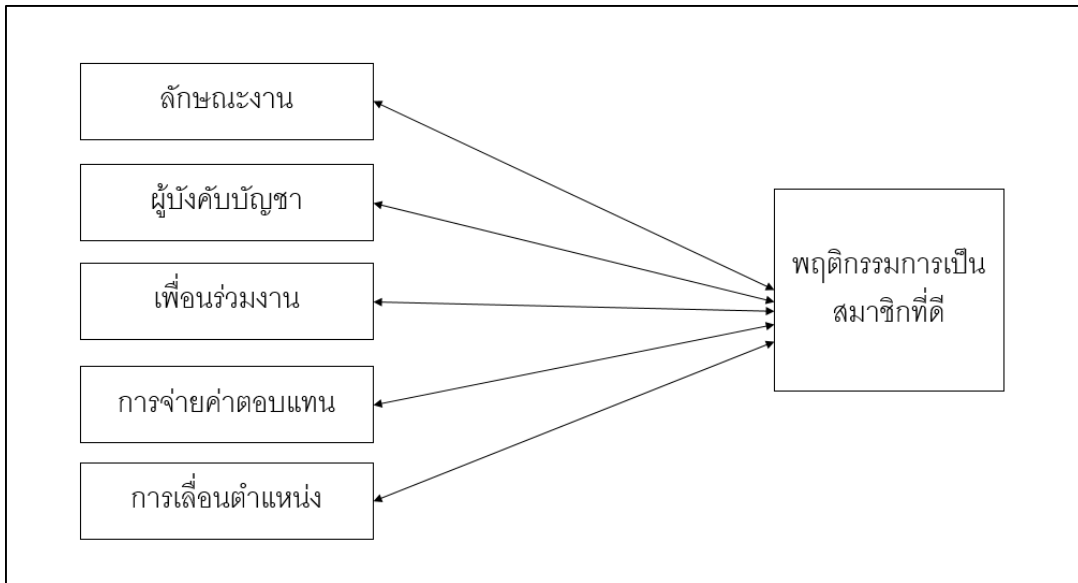 ลักษณะงาน
ผู้บังคับบัญชา
เพื่อนร่วมงาน
การจ่ายค่าตอบแทน
การเลื่อนตำแหน่ง
พฤติกรรมการเป็น
สมาชิกที่ดี